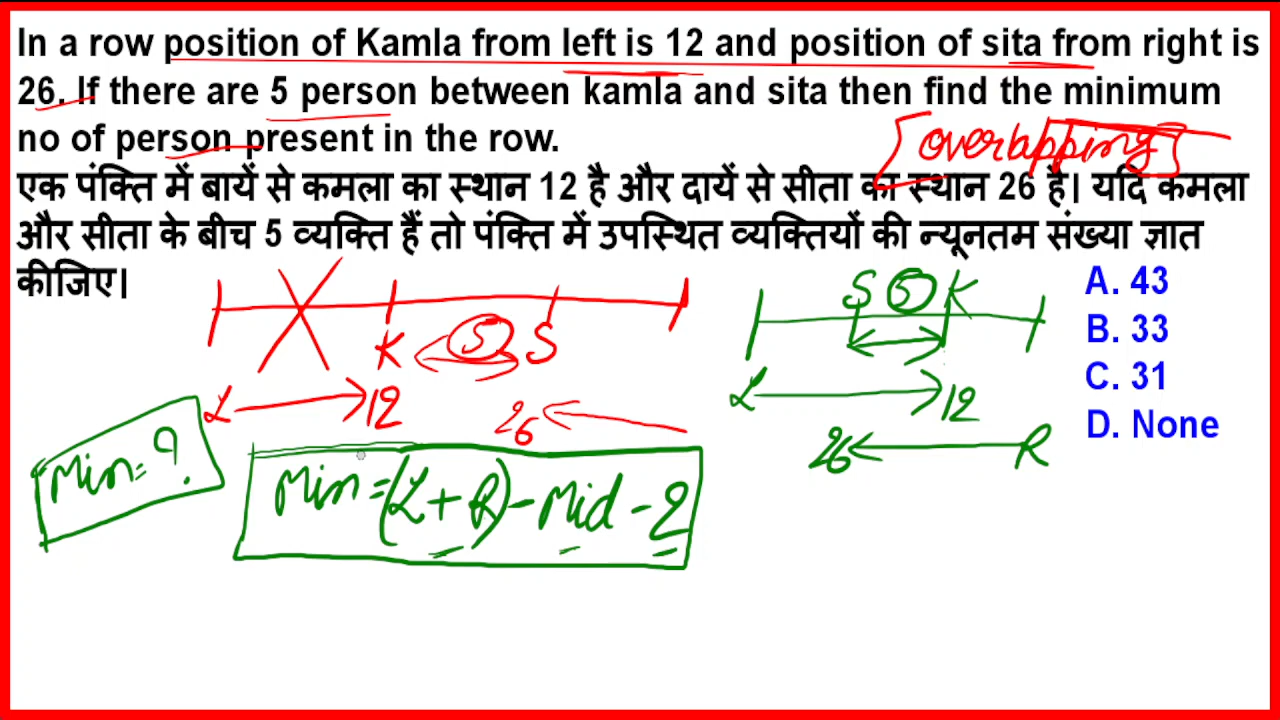 In a row position of Kamla from left is 12 and position of sita from right is
26. If there are 5 person between kamla and sita then find the minimum
no of person present in the row.
overlapping
एक पंक्ति में बायें से कमला का स्थान 12 है और दायें से सीता का स्थान 26 है। यदि कमला
और सीता के बीच 5 व्यक्ति हैं तो पंक्ति में उपस्थित व्यक्तियों की न्यूनतम संख्या ज्ञात
कीजिए।
A. 43
B. 33
C. 31
D. None
K 5 S
L 12
26
S 5 K
L 12
26 R
Min = ?
Min = (L + R) - Mid - 2